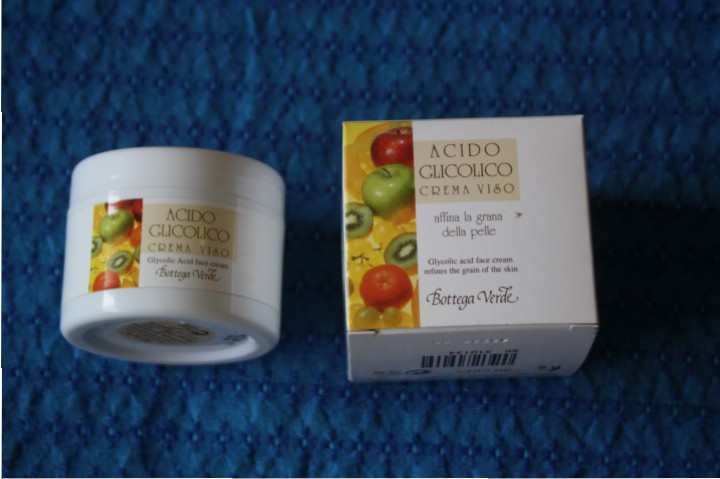 ACIDO
GLICOLICO
CREMA VISO
Glycolic Acid face cream
Bottega Verde
ACIDO
GLICOLICO
CREMA VISO
affina la grana
della pelle
Glycolic Acid face cream
refines the grain of the skin
Bottega Verde